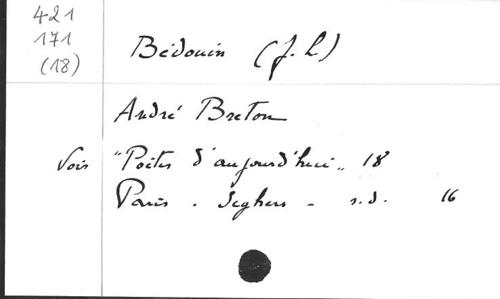 421
171
(18)
Bédouin (J. L.)
André Breton
Voir "Poètes d'aujourd'hui" 18
Paris - Seghers - s.d. 16